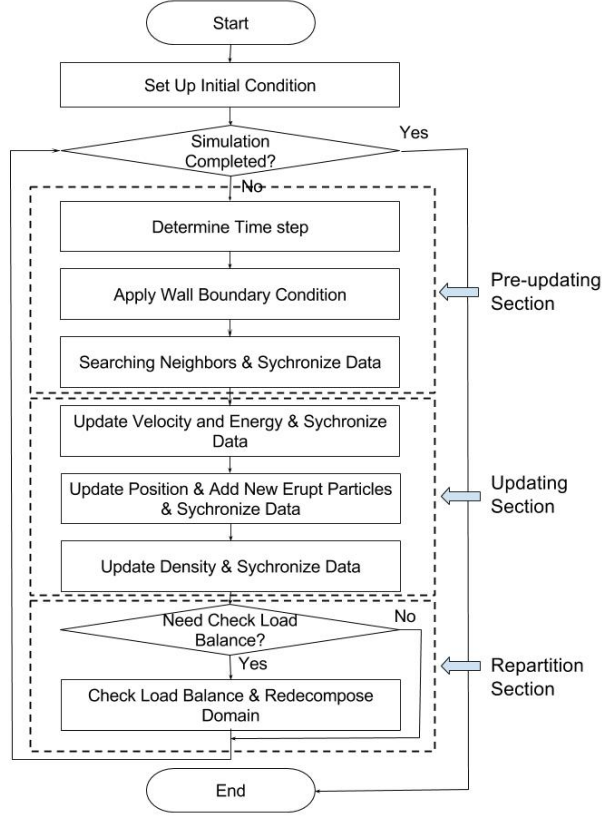 Start
Set Up Initial Condition
Simulation
Completed?
Yes
No
Determine Time step
Apply Wall Boundary Condition
Searching Neighbors & Sychronize Data
Pre-updating
Section
Update Velocity and Energy & Sychronize
Data
Update Position & Add New Erupt Particles
& Sychronize Data
Update Density & Sychronize Data
Updating
Section
Need Check Load
Balance?
No
Yes
Check Load Balance & Redecompose
Domain
Repartition
Section
End